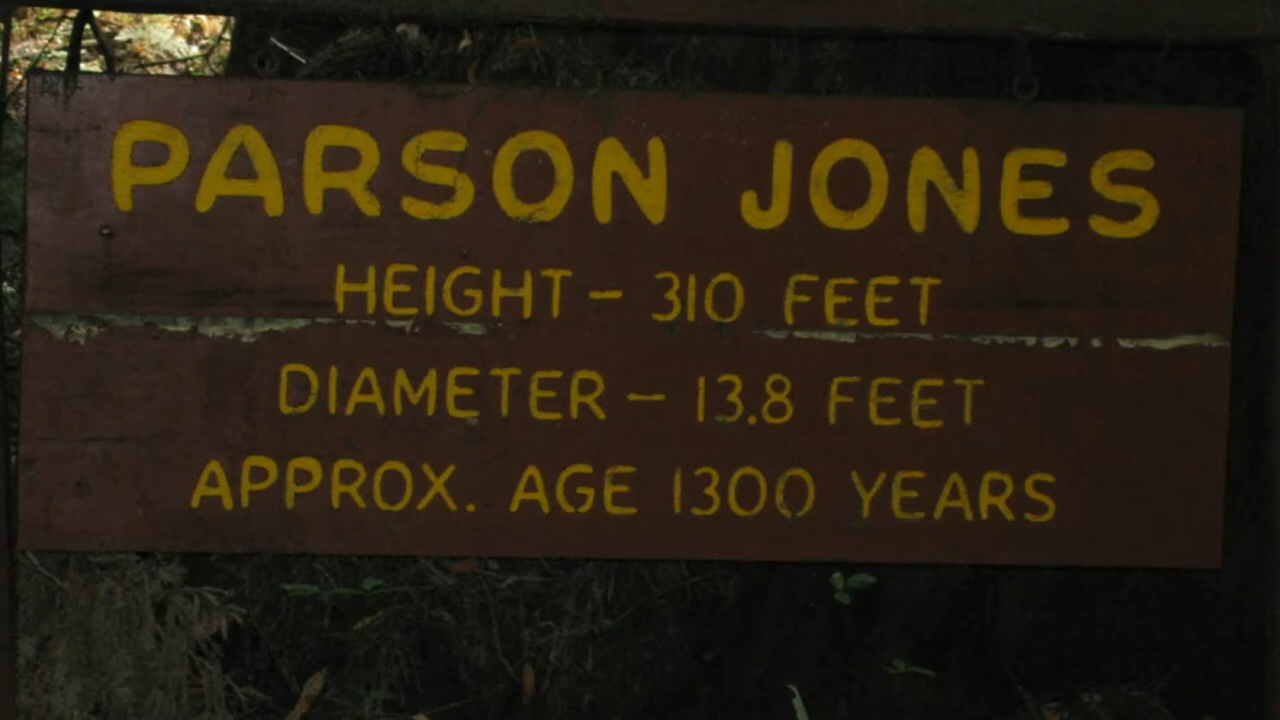 PARSON JONES
HEIGHT - 310 FEET
DIAMETER - 13.8 FEET
APPROX. AGE 1300 YEARS